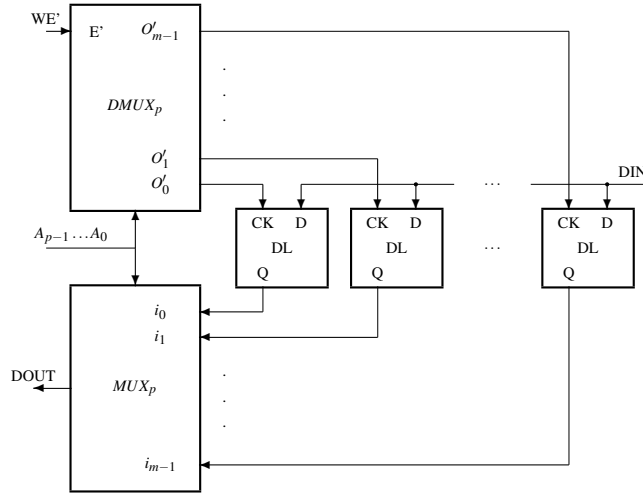 WE'
E'
O'_{m−1}
.
.
.
DMUX_p
O'_1
O'_0
DIN
...
CK D
CK D
CK D
A_{p−1} ...A_0
DL
DL
...
DL
Q
Q
Q
i_0
i_1
DOUT
MUX_p
.
.
.
i_{m−1}